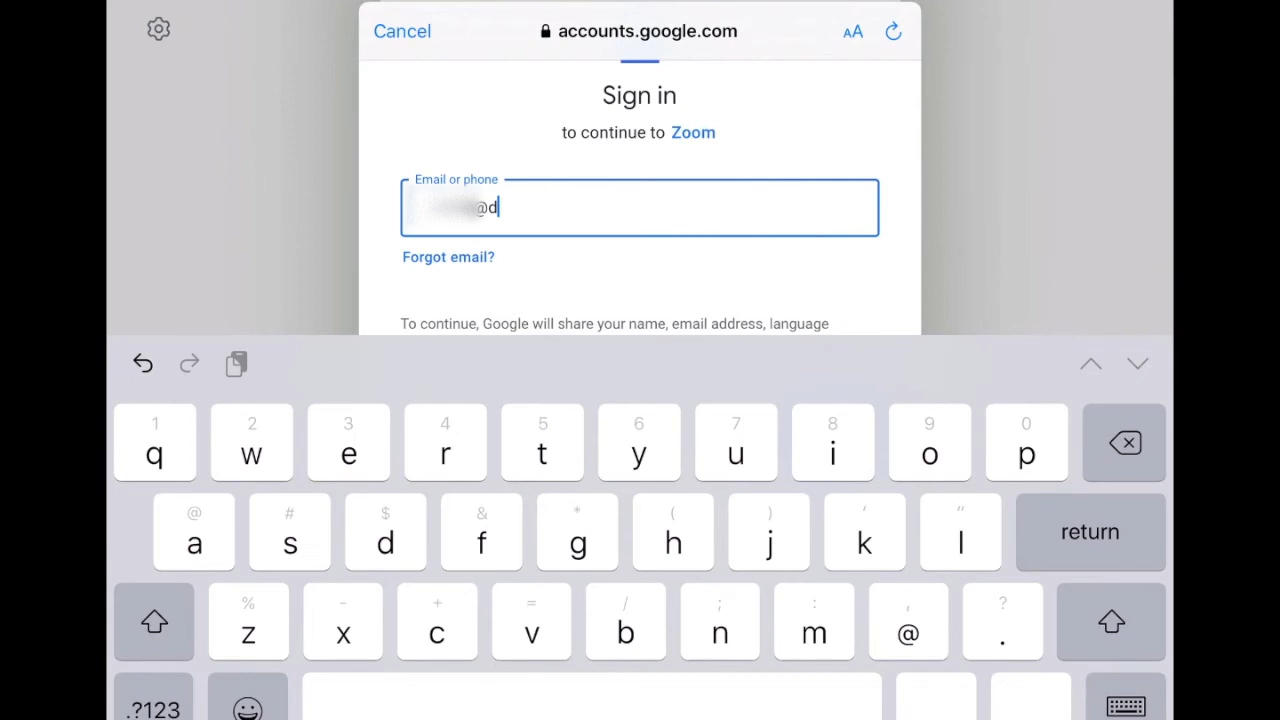 Cancel
accounts.google.com
AA
Sign in
to continue to Zoom
Email or phone
@d
Forgot email?
To continue, Google will share your name, email address, language
1 2 3 4 5 6 7 8 9 0
q w e r t y u i o p
@ # $ & * ( ) ‘ “
a s d f g h j k l return
% - + = / ; : , ?
z x c v b n m @ .
.?123